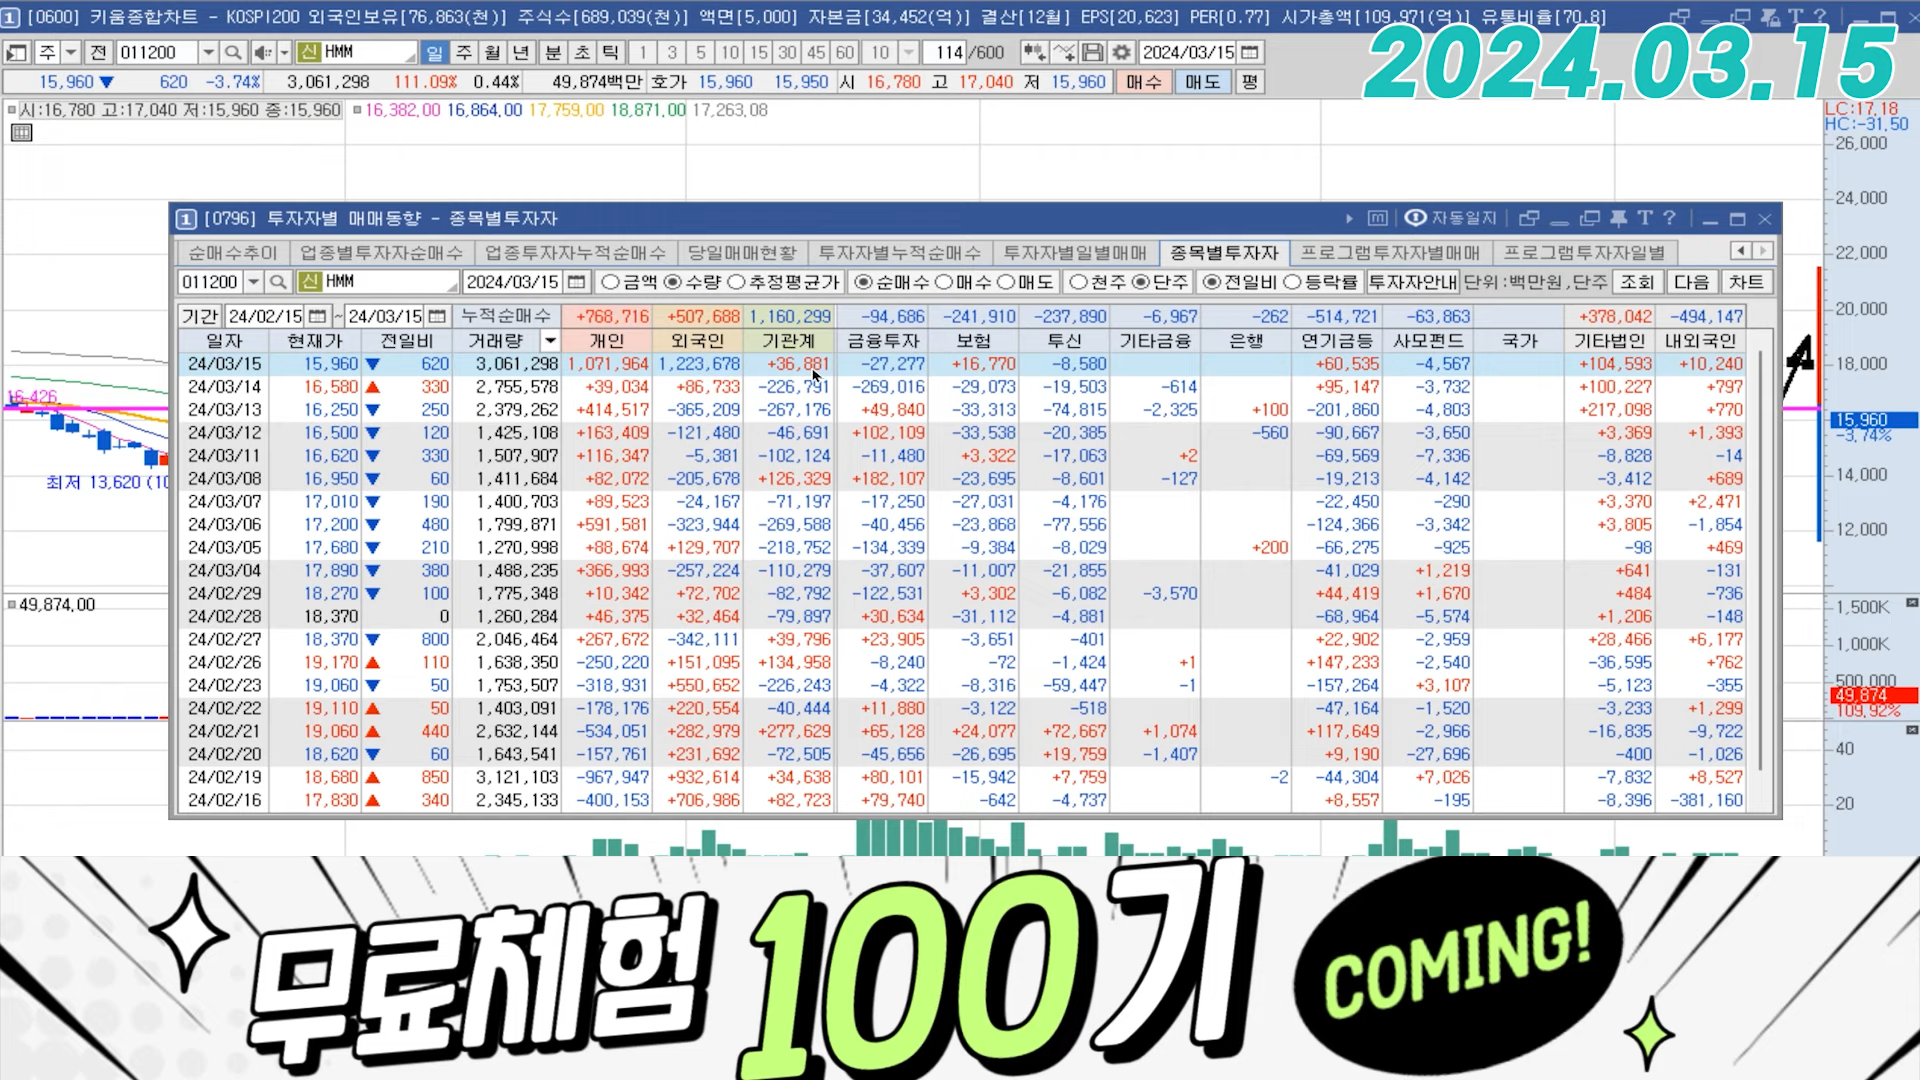 1 [0600] 키움종합차트 - KOSPI200 외국인보유[76,863(천)] 주식수[689,039(천)] 액면[5,000] 자본금[34,452(억)] 결산[12월] EPS[20,623] PER[0.77] 시가총액[109,971(억)] 유통비율[70.8]
2024.03.15
주 전 011200 신 HMM 일 주 월 년 분 초 틱 1 3 5 10 15 30 45 60 10 114 /600 2024/03/15
15,960 ▼ 620 -3.74% 3,061,298 111.09% 0.44% 49,874백만 호가 15,960 15,950 시 16,780 고 17,040 저 15,960 매수 매도 평
시:16,780 고:17,040 저:15,960 종:15,960 16,382.00 16,864.00 17,759.00 18,871.00 17,263.08
LC:17.18
HC:-31.50
26,000
24,000
22,000
20,000
18,000
15,960
-3.74%
14,000
12,000
16,426
최저 13,620 (10
49,874.00
1,500K
1,000K
500,000
49,874
109.92%
40
20
1 [0796] 투자자별 매매동향 - 종목별투자자 자동일지
순매수추이 업종별투자자순매수 업종투자자누적순매수 당일매매현황 투자자별누적순매수 투자자별일별매매 종목별투자자 프로그램투자자별매매 프로그램투자자일별
011200 신 HMM 2024/03/15 금액 수량 추정평균가 순매수 매수 매도 천주 단주 전일비 등락률 투자자안내 단위:백만원,단주 조회 다음 차트
기간 24/02/15 ~ 24/03/15 누적순매수 +768,716 +507,688 1,160,299 -94,686 -241,910 -237,890 -6,967 -262 -514,721 -63,863 +378,042 -494,147
일자 현재가 전일비 거래량 개인 외국인 기관계 금융투자 보험 투신 기타금융 은행 연기금등 사모펀드 국가 기타법인 내외국인
24/03/15 15,960 ▼ 620 3,061,298 1,071,964 1,223,678 +36,881 -27,277 +16,770 -8,580 +60,535 -4,567 +104,593 +10,240
24/03/14 16,580 ▲ 330 2,755,578 +39,034 +86,733 -226,791 -269,016 -29,073 -19,503 -614 +95,147 -3,732 +100,227 +797
24/03/13 16,250 ▼ 250 2,379,262 +414,517 -365,209 -267,176 +49,840 -33,313 -74,815 -2,325 +100 -201,860 -4,803 +217,098 +770
24/03/12 16,500 ▼ 120 1,425,108 +163,409 -121,480 -46,691 +102,109 -33,538 -20,385 -560 -90,667 -3,650 +3,369 +1,393
24/03/11 16,620 ▼ 330 1,507,907 +116,347 -5,381 -102,124 -11,480 +3,322 -17,063 +2 -69,569 -7,336 -8,828 -14
24/03/08 16,950 ▼ 60 1,411,684 +82,072 -205,678 +126,329 +182,107 -23,695 -8,601 -127 -19,213 -4,142 -3,412 +689
24/03/07 17,010 ▼ 190 1,400,703 +89,523 -24,167 -71,197 -17,250 -27,031 -4,176 -22,450 -290 +3,370 +2,471
24/03/06 17,200 ▼ 480 1,799,871 +591,581 -323,944 -269,588 -40,456 -23,868 -77,556 -124,366 -3,342 +3,805 -1,854
24/03/05 17,680 ▼ 210 1,270,998 +88,674 +129,707 -218,752 -134,339 -9,384 -8,029 +200 -66,275 -925 -98 +469
24/03/04 17,890 ▼ 380 1,488,235 +366,993 -257,224 -110,279 -37,607 -11,007 -21,855 -41,029 +1,219 +641 -131
24/02/29 18,270 ▼ 100 1,775,348 +10,342 +72,702 -82,792 -122,531 +3,302 -6,082 -3,570 +44,419 +1,670 +484 -736
24/02/28 18,370 0 1,260,284 +46,375 +32,464 -79,897 +30,634 -31,112 -4,881 -68,964 -5,574 +1,206 -148
24/02/27 18,370 ▼ 800 2,046,464 +267,672 -342,111 +39,796 +23,905 -3,651 -401 +22,902 -2,959 +28,466 +6,177
24/02/26 19,170 ▲ 110 1,638,350 -250,220 +151,095 +134,958 -8,240 -72 -1,424 +1 +147,233 -2,540 -36,595 +762
24/02/23 19,060 ▼ 50 1,753,507 -318,931 +550,652 -226,243 -4,322 -8,316 -59,447 -1 -157,264 +3,107 -5,123 -355
24/02/22 19,110 ▲ 50 1,403,091 -178,176 +220,554 -40,444 +11,880 -3,122 -518 -47,164 -1,520 -3,233 +1,299
24/02/21 19,060 ▲ 440 2,632,144 -534,051 +282,979 +277,629 +65,128 +24,077 +72,667 +1,074 +117,649 -2,966 -16,835 -9,722
24/02/20 18,620 ▼ 60 1,643,541 -157,761 +231,692 -72,505 -45,656 -26,695 +19,759 -1,407 +9,190 -27,696 -400 -1,026
24/02/19 18,680 ▲ 850 3,121,103 -967,947 +932,614 +34,638 +80,101 -15,942 +7,759 -2 -44,304 +7,026 -7,832 +8,527
24/02/16 17,830 ▲ 340 2,345,133 -400,153 +706,986 +82,723 +79,740 -642 -4,737 +8,557 -195 -8,396 -381,160
무료체험 100기 COMING!